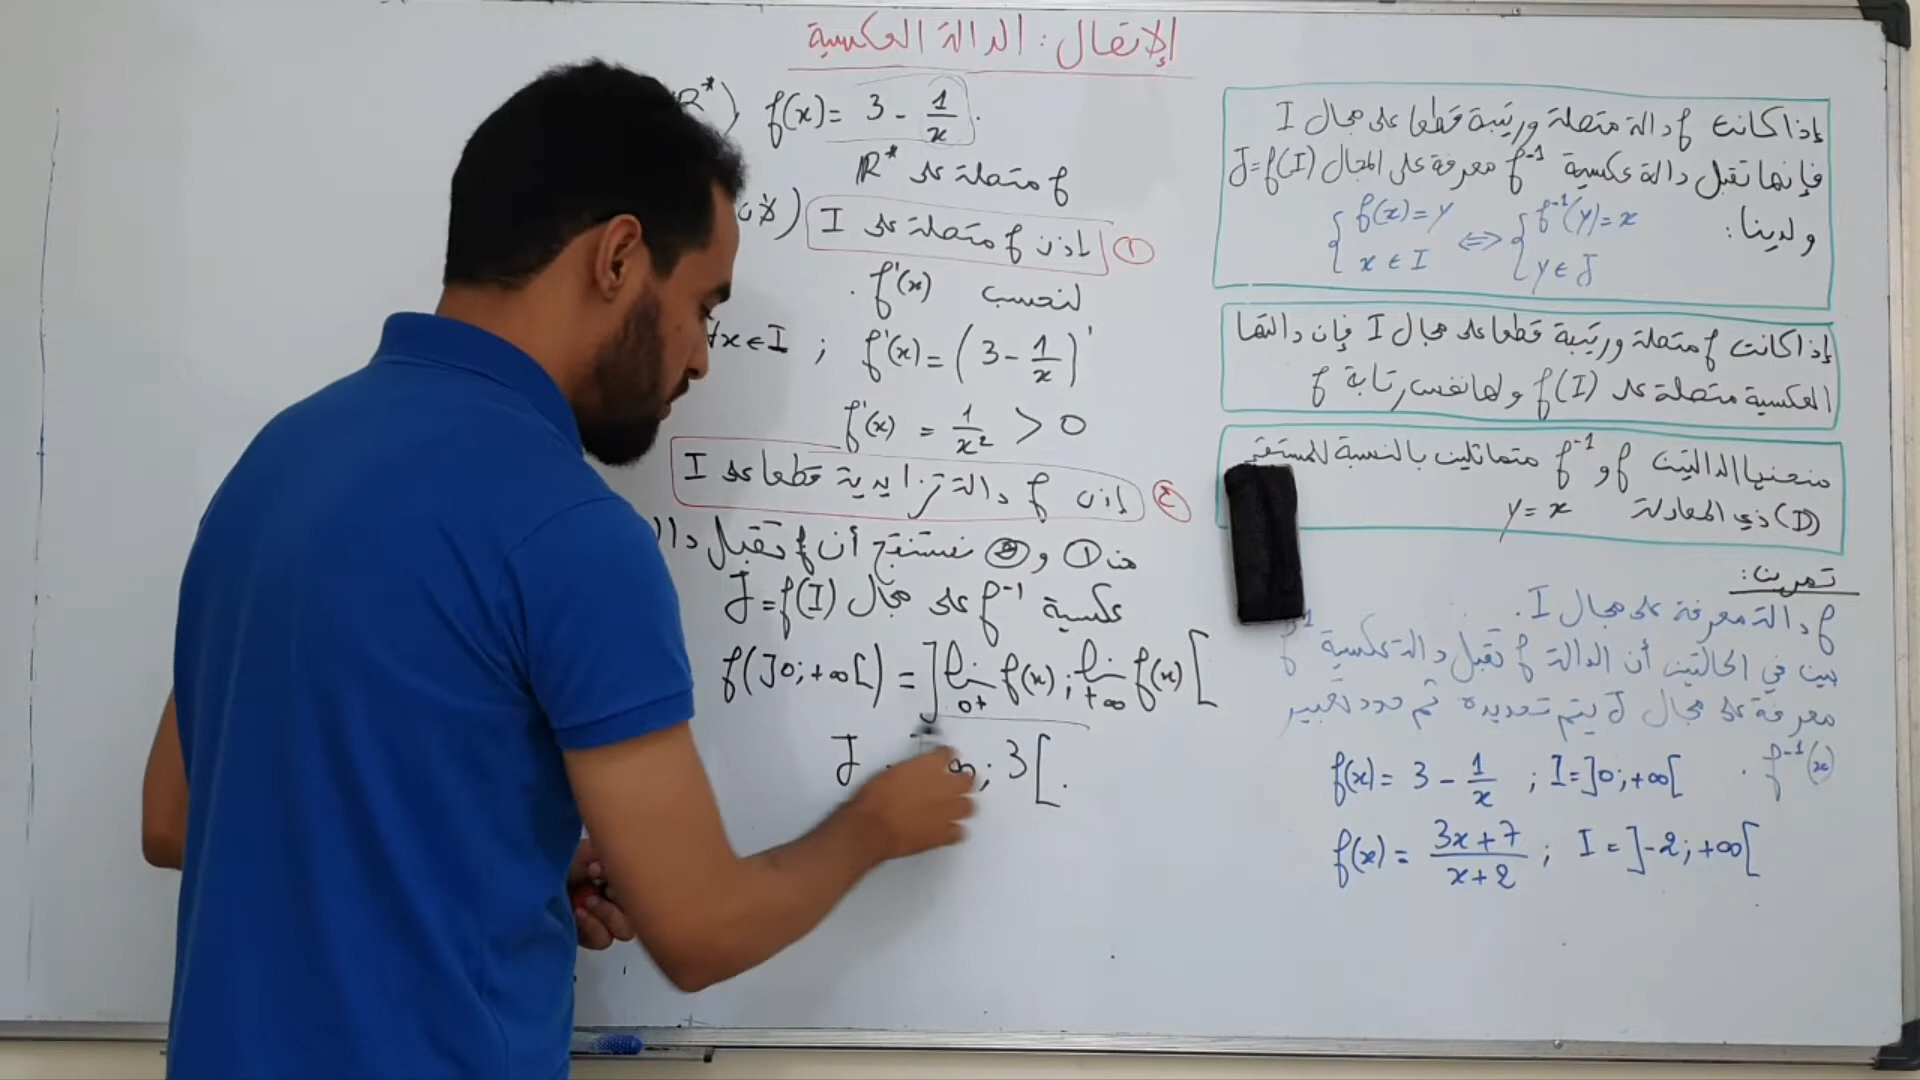 الإتصال : الدالة العكسية
إذا كانت f دالة متصلة ورتيبة قطعا على مجال I
فإنها تقبل دالة عكسية f⁻¹ معرفة على المجال J=f(I)
ولدينا : { f(x)=y ; x∈I ⇔ { f⁻¹(y)=x ; y∈J
إذا كانت f متصلة ورتيبة قطعا على مجال I فإن دالتها
العكسية متصلة على f(I) ولها نفس رتابة f
منحنيا الدالتين f و f⁻¹ متماثلين بالنسبة للمستقيم
(D) ذي المعادلة y = x
تمرين :
f دالة معرفة على مجال I .
بين في الحالتين أن الدالة f تقبل دالة عكسية f⁻¹
معرفة على مجال J يتم تحديده ثم حدد تعبير
f⁻¹(x) .
f(x) = 3 - 1/x ; I = ]0;+∞[
f(x) = (3x+7)/(x+2) ; I = ]-2;+∞[
R*) f(x) = 3 - 1/x .
f متصلة على R*
إذن f متصلة على I ①
لنحسب f'(x) .
∀x∈I ; f'(x) = (3 - 1/x)'
f'(x) = 1/x² > 0
إذن f دالة تزايدية قطعا على I ②
من ① و ② نستنتج أن f تقبل
عكسية f⁻¹ على مجال J=f(I)
f(]0;+∞[) = ]lim f(x) 0+ ; lim f(x) +∞[
J ∞; 3[.